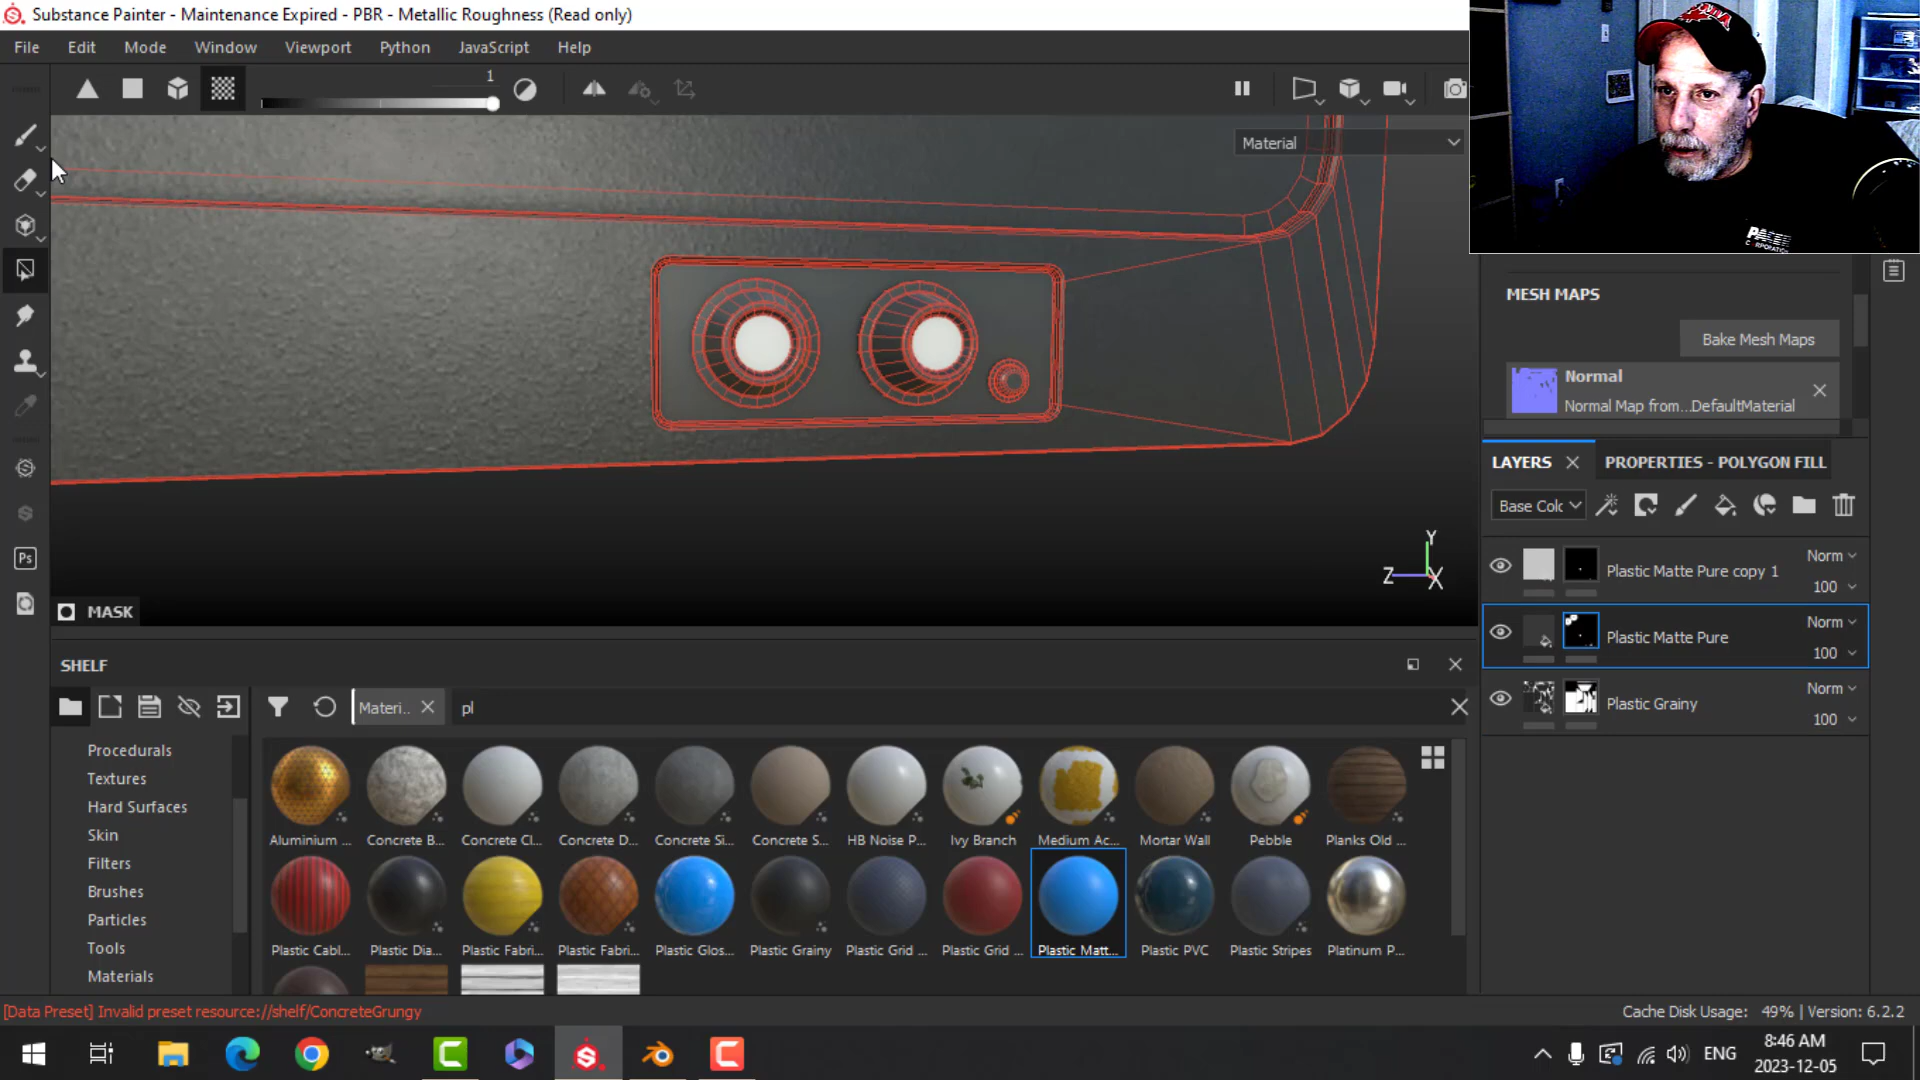 Substance Painter - Maintenance Expired - PBR - Metallic Roughness (Read only)
File Edit Mode Window Viewport Python JavaScript Help
1
Material
MESH MAPS
Bake Mesh Maps
Normal
Normal Map from...DefaultMaterial
LAYERS
PROPERTIES - POLYGON FILL
Base Colc
Plastic Matte Pure copy 1
Norm
100
Plastic Matte Pure
Norm
100
Plastic Grainy
Norm
100
Y
Z
X
MASK
SHELF
Materi..
pl
Procedurals
Textures
Hard Surfaces
Skin
Filters
Brushes
Particles
Tools
Materials
Aluminium ... Concrete B... Concrete Cl... Concrete D... Concrete Si... Concrete S... HB Noise P... Ivy Branch Medium Ac... Mortar Wall Pebble Planks Old ...
Plastic Cabl... Plastic Dia... Plastic Fabri... Plastic Fabri... Plastic Glos... Plastic Grainy Plastic Grid ... Plastic Grid ... Plastic Matt... Plastic PVC Plastic Stripes Platinum P...
[Data Preset] Invalid preset resource://shelf/ConcreteGrungy
Cache Disk Usage: 49% | Version: 6.2.2
Ps
ENG
8:46 AM
2023-12-05
CORPORATION